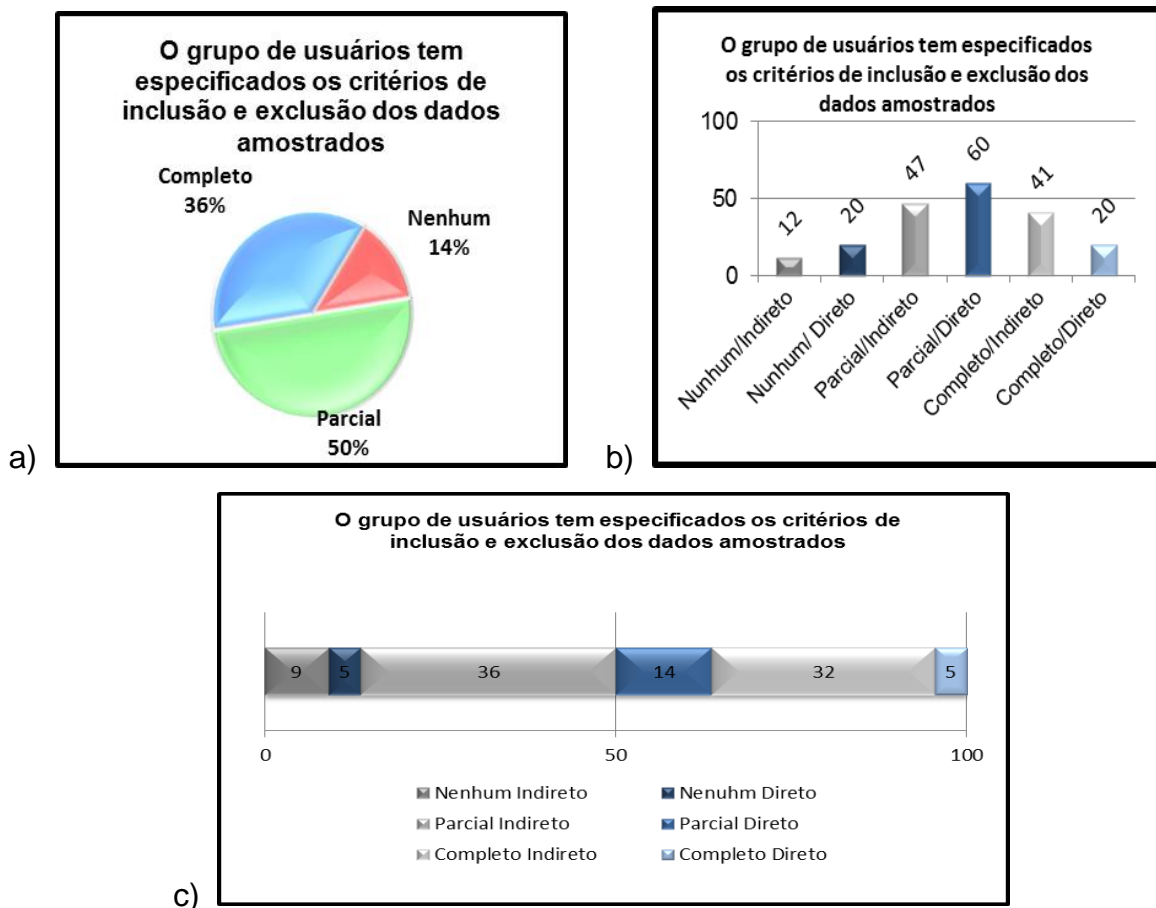 O grupo de usuários tem
especificados os critérios de
inclusão e exclusão dos dados
amostrados
Completo
36%
Nenhum
14%
Parcial
50%
a)
O grupo de usuários tem especificados
os critérios de inclusão e exclusão dos
dados amostrados
100
50
0
12
20
47
60
41
20
Nunhum/Indireto
Nunhum/ Direto
Parcial/Indireto
Parcial/Direto
Completo/Indireto
Completo/Direto
b)
O grupo de usuários tem especificados os critérios de
inclusão e exclusão dos dados amostrados
9 5 36 14 32 5
0 50 100
Nenhum Indireto Nenuhm Direto
Parcial Indireto Parcial Direto
Completo Indireto Completo Direto
c)